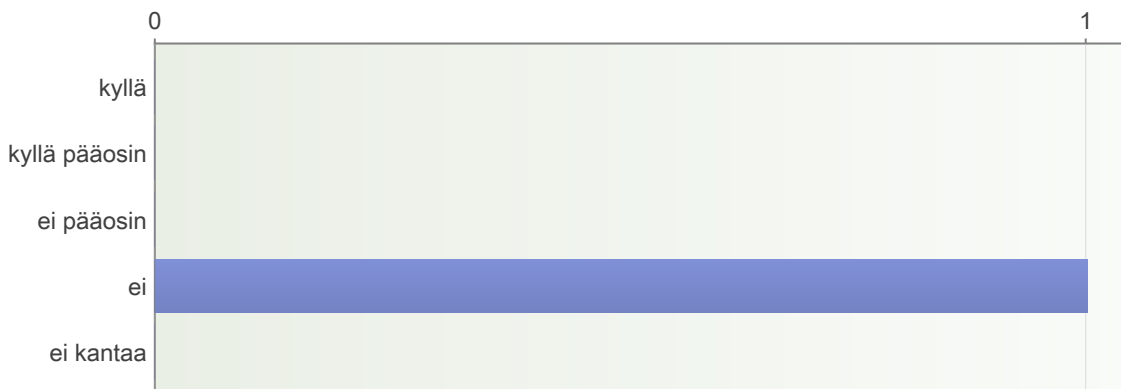 0 1
kyllä
kyllä pääosin
ei pääosin
ei
ei kantaa